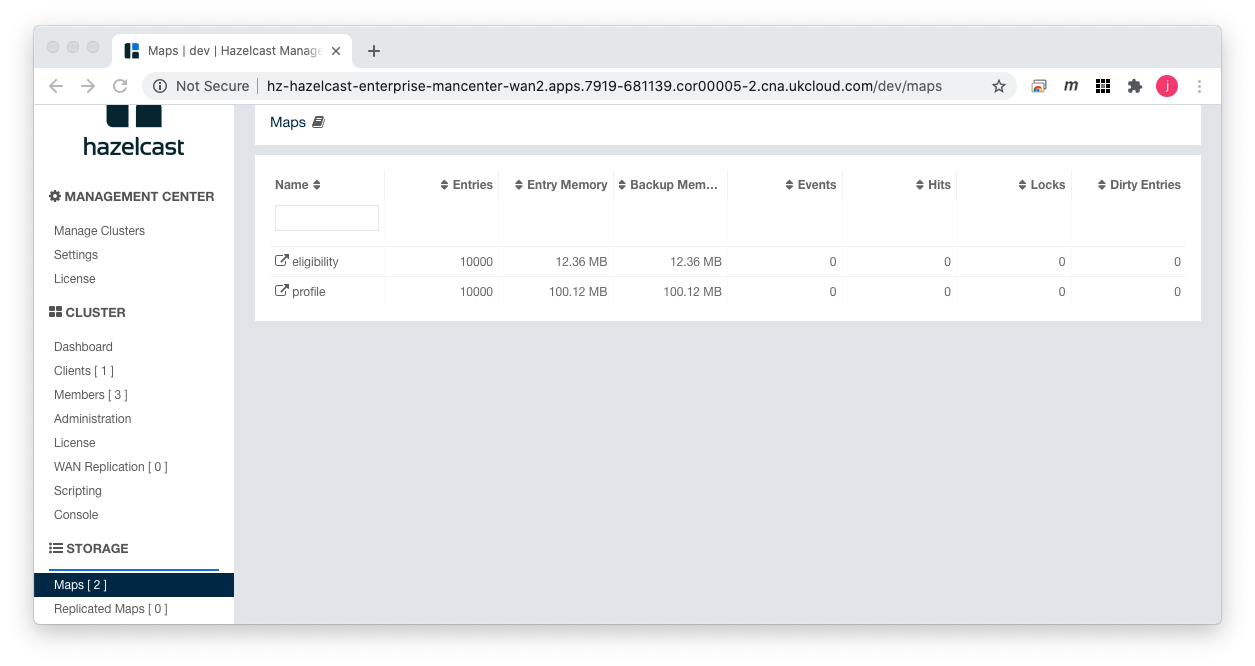 Maps | dev | Hazelcast Manage
Not Secure | hz-hazelcast-enterprise-mancenter-wan2.apps.7919-681139.cor00005-2.cna.ukcloud.com/dev/maps
m
j
hazelcast
MANAGEMENT CENTER
Manage Clusters
Settings
License
CLUSTER
Dashboard
Clients [ 1 ]
Members [ 3 ]
Administration
License
WAN Replication [ 0 ]
Scripting
Console
STORAGE
Maps [ 2 ]
Replicated Maps [ 0 ]
Maps
Name Entries Entry Memory Backup Mem... Events Hits Locks Dirty Entries
eligibility 10000 12.36 MB 12.36 MB 0 0 0 0
profile 10000 100.12 MB 100.12 MB 0 0 0 0